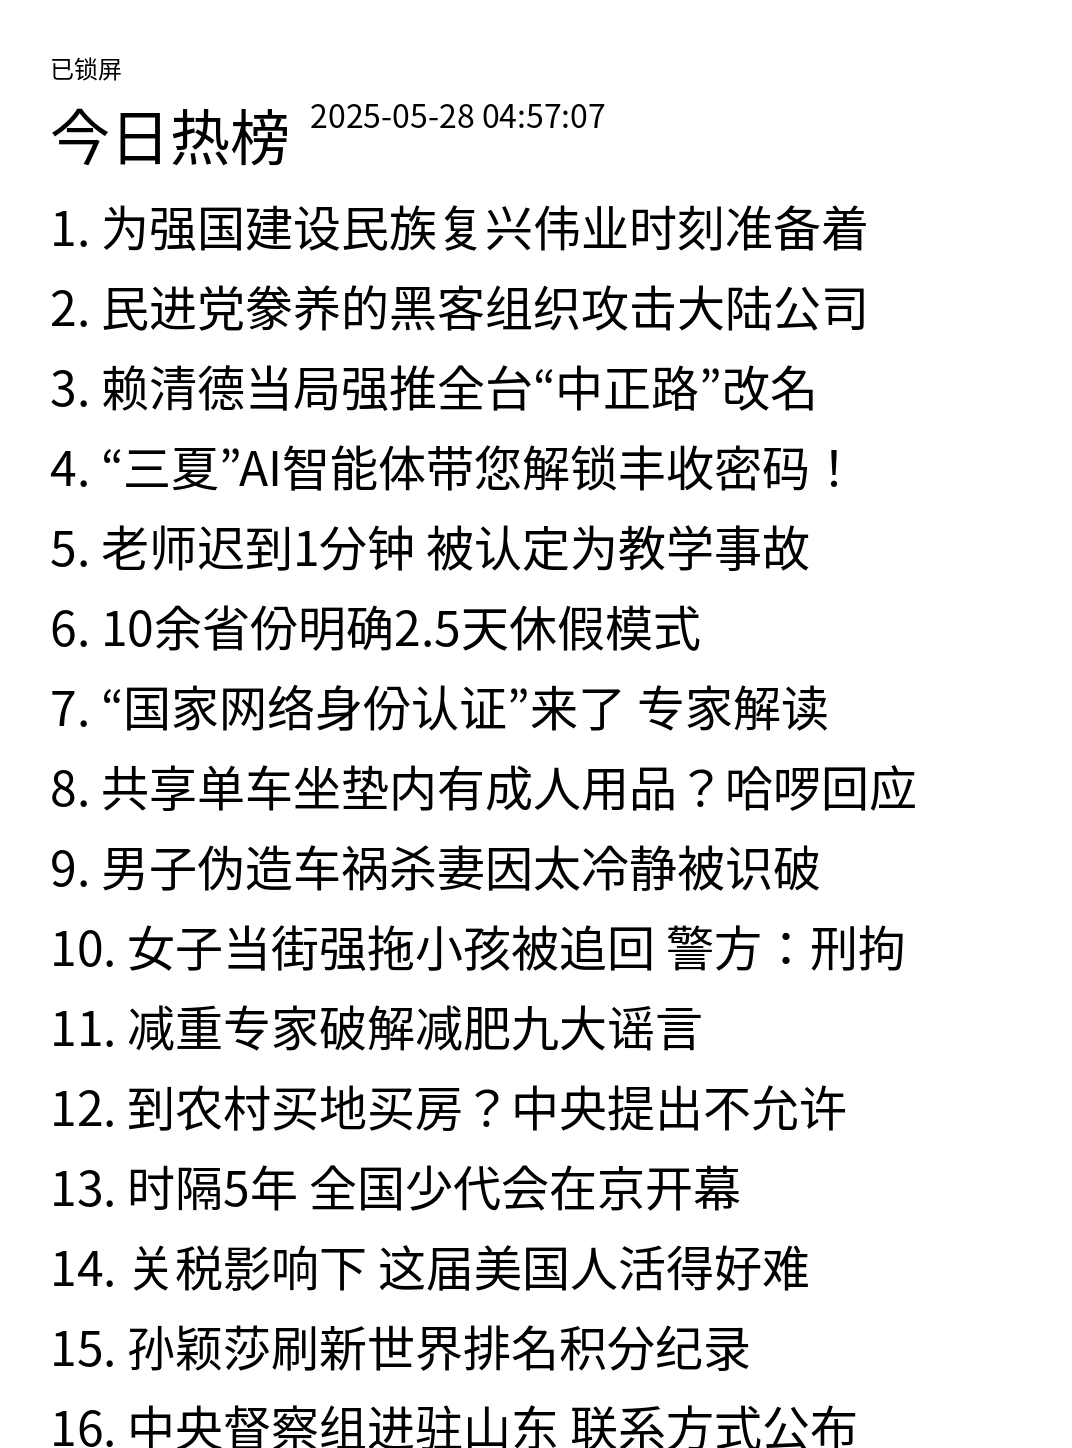 已锁屏
今日热榜 2025-05-28 04:57:07
1. 为强国建设民族复兴伟业时刻准备着
2. 民进党豢养的黑客组织攻击大陆公司
3. 赖清德当局强推全台“中正路”改名
4. “三夏”AI智能体带您解锁丰收密码！
5. 老师迟到1分钟 被认定为教学事故
6. 10余省份明确2.5天休假模式
7. “国家网络身份认证”来了 专家解读
8. 共享单车坐垫内有成人用品？哈啰回应
9. 男子伪造车祸杀妻因太冷静被识破
10. 女子当街强拖小孩被追回 警方：刑拘
11. 减重专家破解减肥九大谣言
12. 到农村买地买房？中央提出不允许
13. 时隔5年 全国少代会在京开幕
14. 关税影响下 这届美国人活得好难
15. 孙颖莎刷新世界排名积分纪录
16. 中央督察组进驻山东 联系方式公布